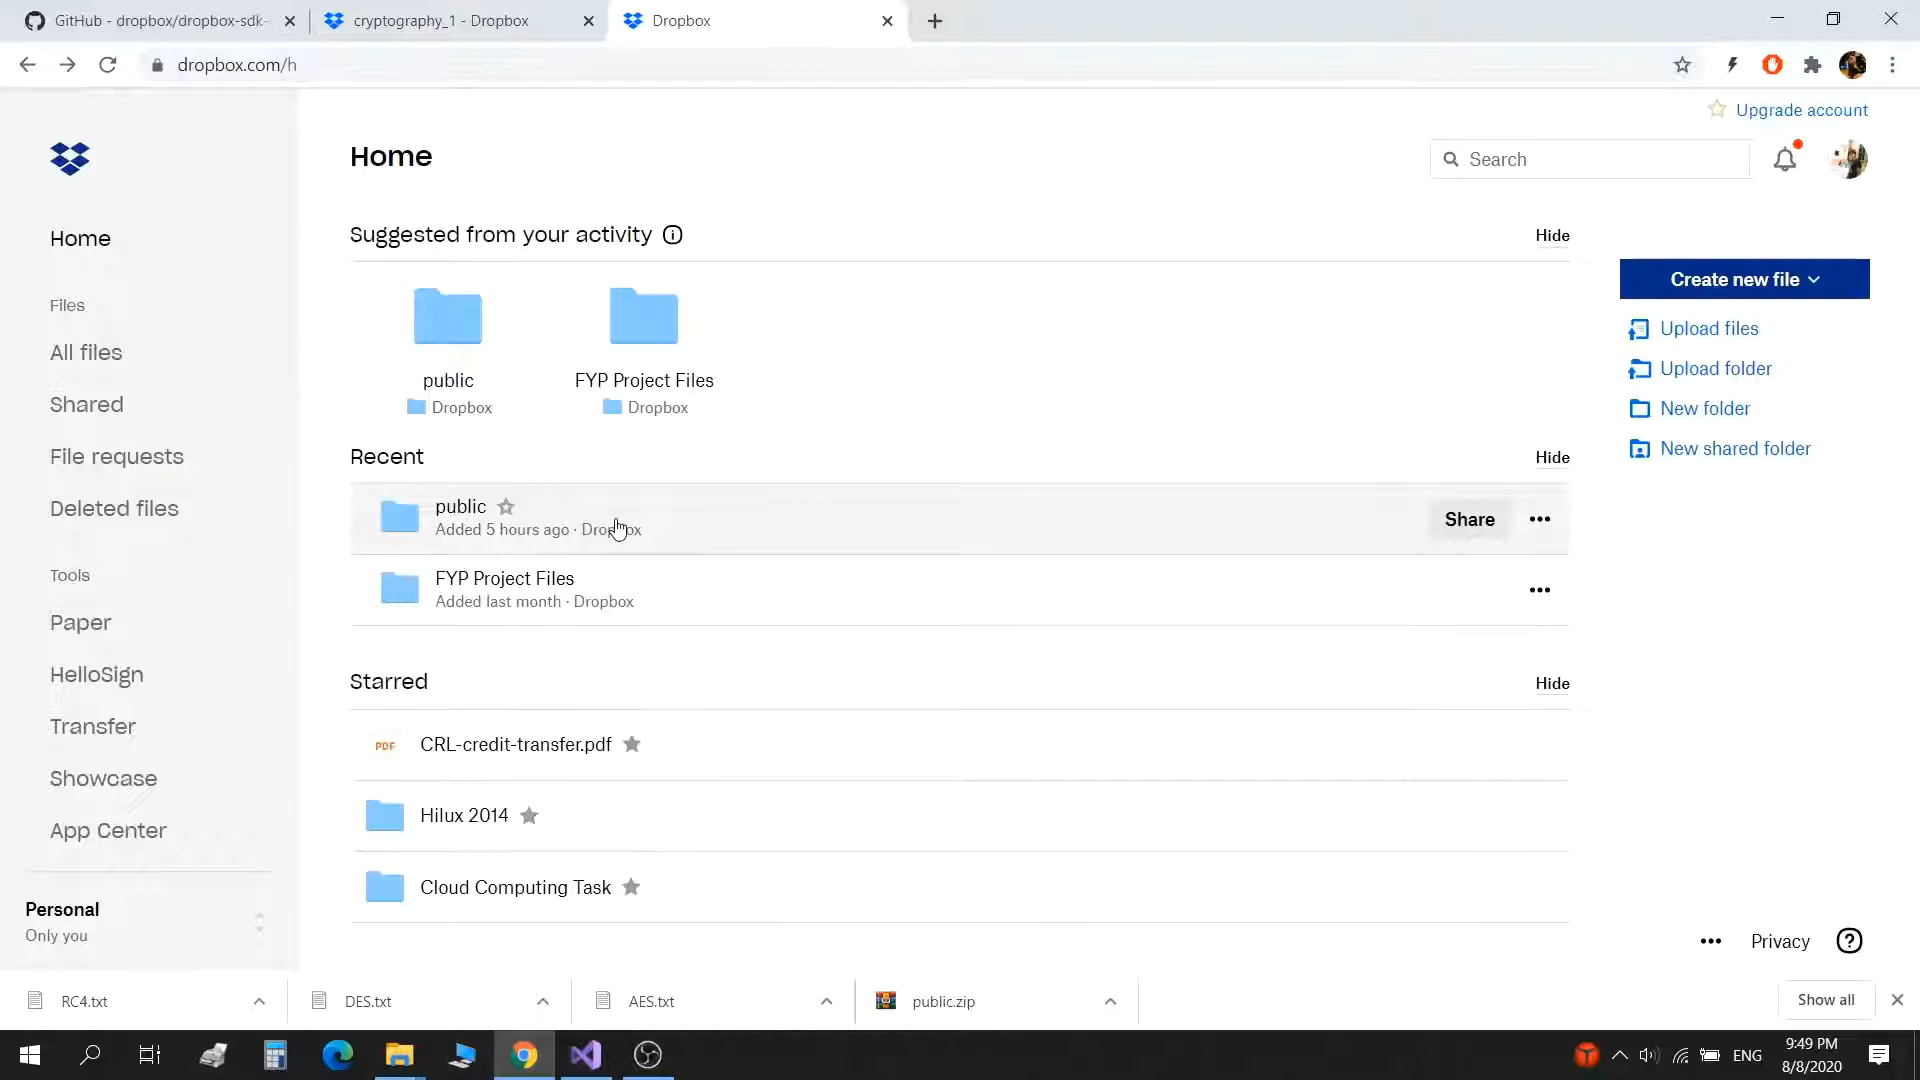 GitHub - dropbox/dropbox-sdk-
cryptography_1 - Dropbox
Dropbox
dropbox.com/h
Upgrade account
Home
Search
Home
Suggested from your activity
Hide
Create new file
Files
Upload files
All files
Upload folder
public
FYP Project Files
Dropbox
Dropbox
Shared
New folder
File requests
Recent
Hide
New shared folder
Deleted files
public
Added 5 hours ago · Dropbox
Share
Tools
FYP Project Files
Added last month · Dropbox
Paper
HelloSign
Starred
Hide
Transfer
PDF
CRL-credit-transfer.pdf
Showcase
Hilux 2014
App Center
Cloud Computing Task
Personal
Only you
Privacy
RC4.txt
DES.txt
AES.txt
public.zip
Show all
ENG
9:49 PM
8/8/2020